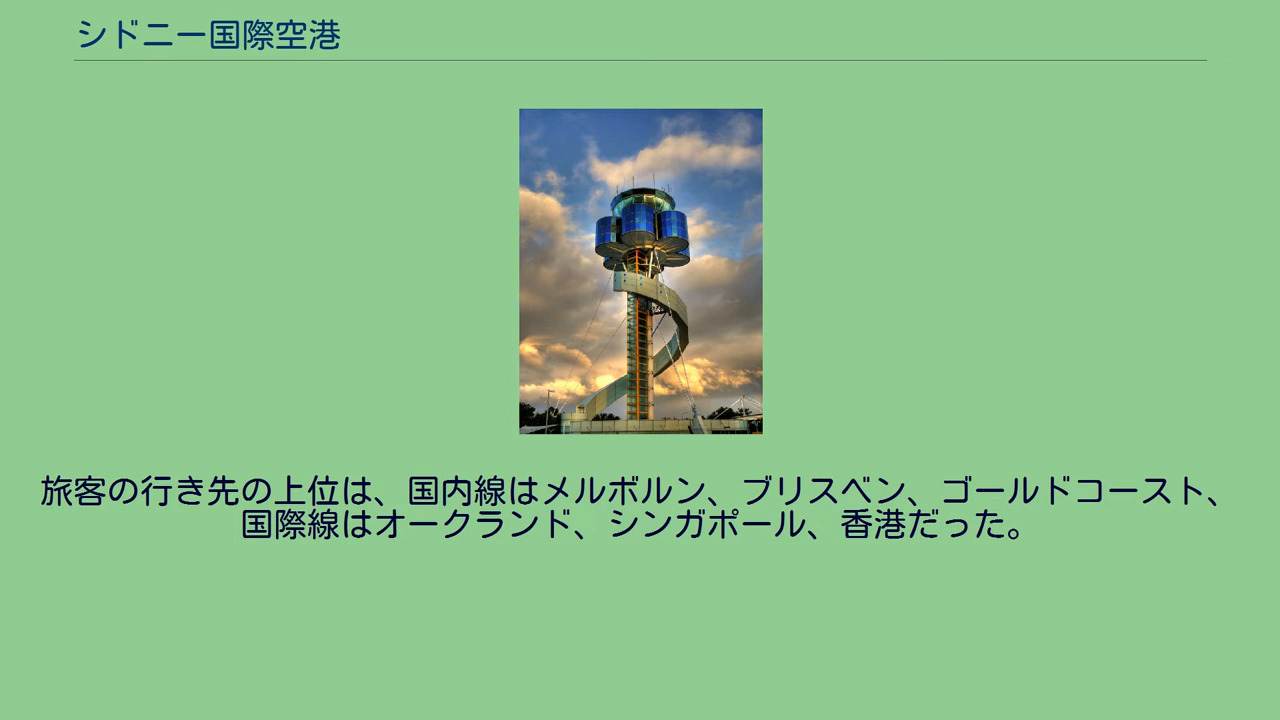 シドニー国際空港
旅客の行き先の上位は、国内線はメルボルン、ブリスベン、ゴールドコースト、
国際線はオークランド、シンガポール、香港だった。